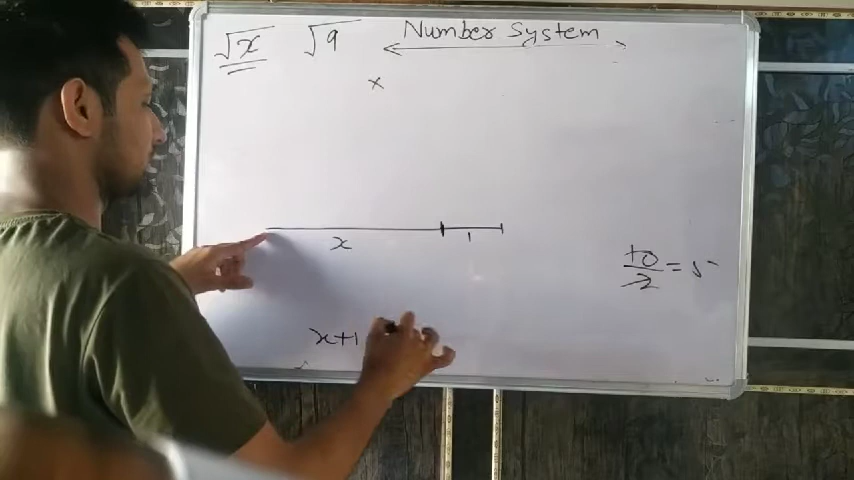 √x √9 Number System
x
x 1
10/2 = 5
x+1